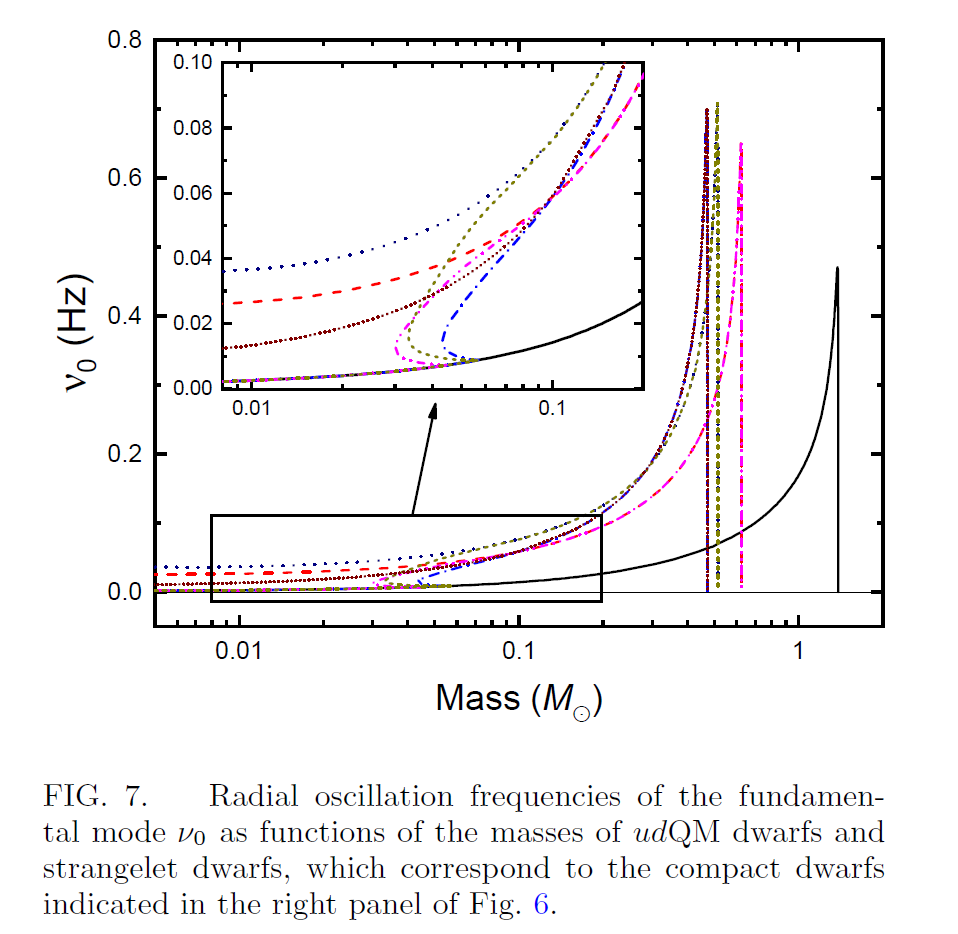 0.8
0.6
0.4
0.2
0.0
ν0 (Hz)
0.10
0.08
0.06
0.04
0.02
0.00
0.01 0.1
0.01 0.1 1
Mass (M⊙)
FIG. 7. Radial oscillation frequencies of the fundamen-
tal mode ν0 as functions of the masses of udQM dwarfs and
strangelet dwarfs, which correspond to the compact dwarfs
indicated in the right panel of Fig. 6.